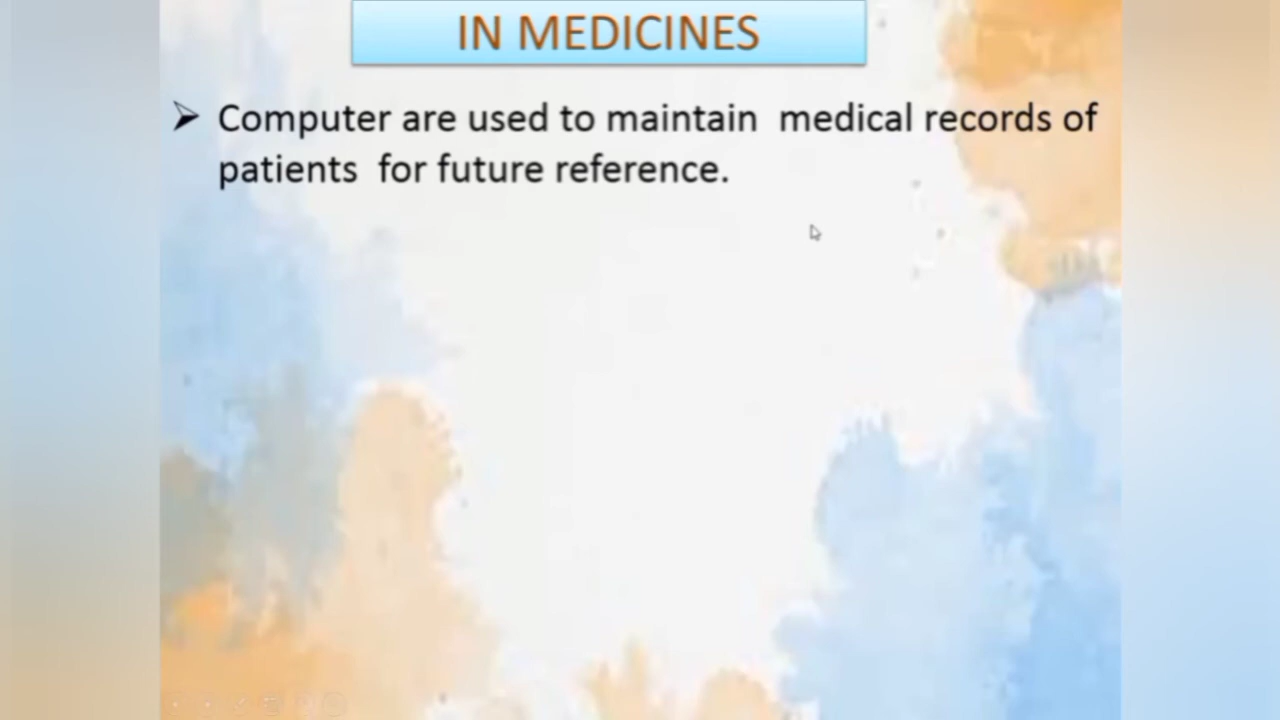 IN MEDICINES
Computer are used to maintain  medical records of
patients  for future reference.